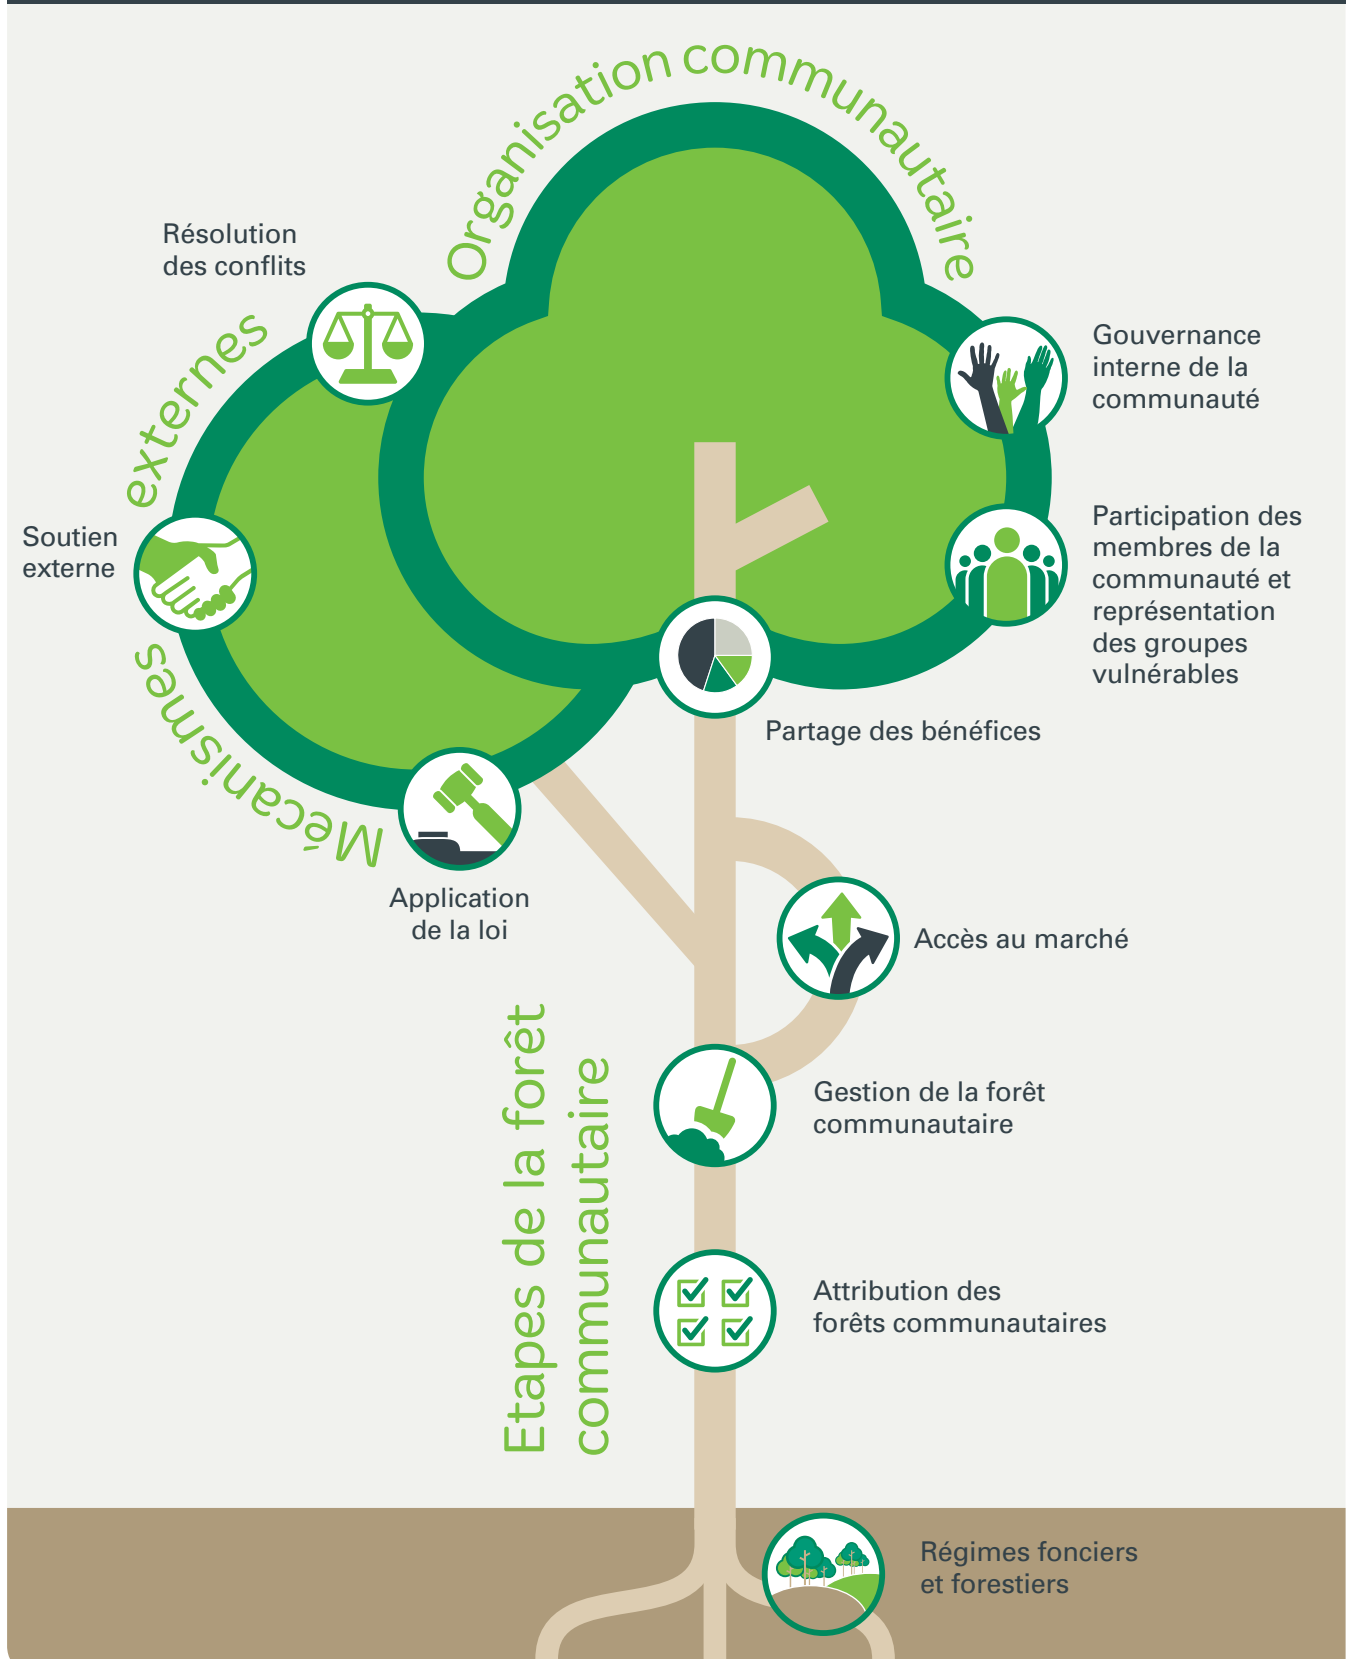 Organisation communautaire
Résolution
des conflits
Mécanismes externes
Gouvernance
interne de la
communauté
Soutien
externe
Participation des
membres de la
communauté et
représentation
des groupes
vulnérables
Partage des bénéfices
Application
de la loi
Accès au marché
Etapes de la forêt
communautaire
Gestion de la forêt
communautaire
Attribution des
forêts communautaires
Régimes fonciers
et forestiers